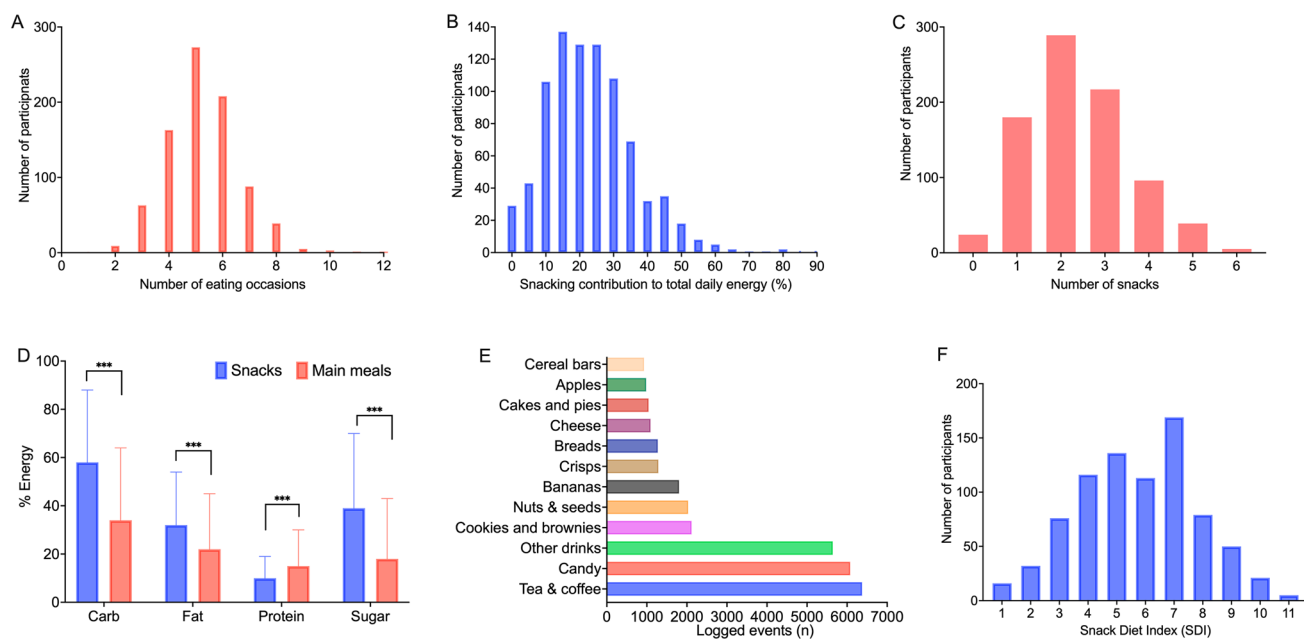 A
300
200
100
0
Number of participnats
0
2
4
6
8
10
12
Number of eating occasions
B
140
120
100
80
60
40
20
0
Number of participants
0
10
20
30
40
50
60
70
80
90
Snacking contribution to total daily energy (%)
C
300
200
100
0
Number of participants
0
1
2
3
4
5
6
Number of snacks
D
100
80
60
40
20
0
% Energy
Snacks
Main meals
***
***
***
***
Carb
Fat
Protein
Sugar
E
Cereal bars
Apples
Cakes and pies
Cheese
Breads
Crisps
Bananas
Nuts & seeds
Cookies and brownies
Other drinks
Candy
Tea & coffee
0
1000
2000
3000
4000
5000
6000
7000
Logged events (n)
F
200
150
100
50
0
Number of participants
1
2
3
4
5
6
7
8
9
10
11
Snack Diet Index (SDI)